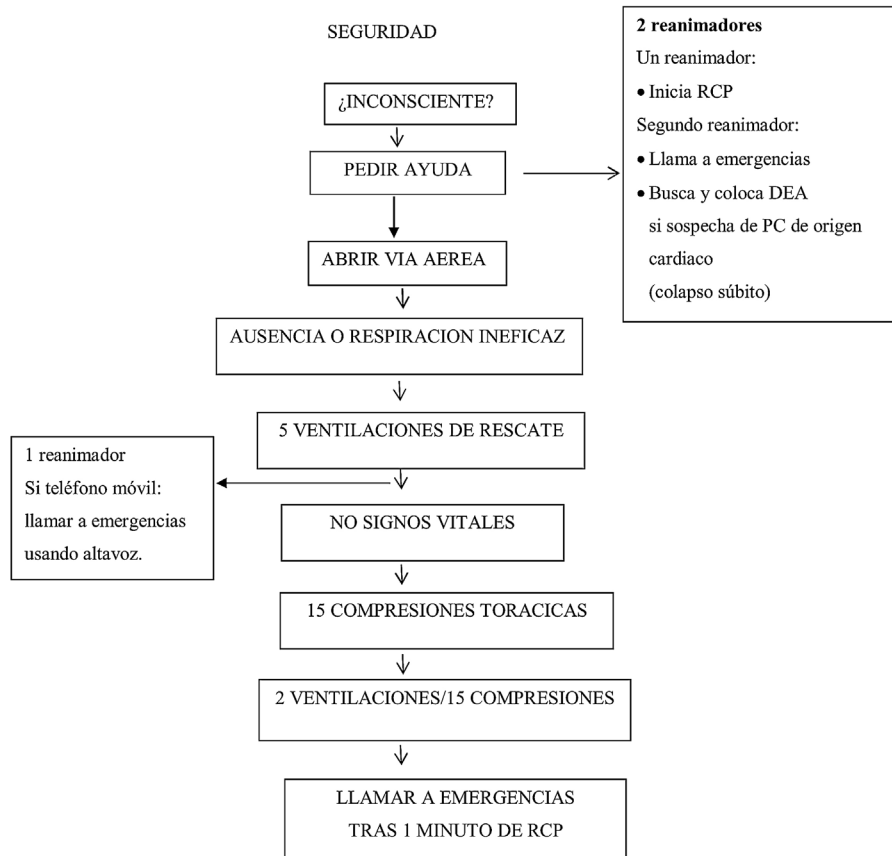 SEGURIDAD
¿INCONSCIENTE?
PEDIR AYUDA
2 reanimadores
Un reanimador:
• Inicia RCP
Segundo reanimador:
• Llama a emergencias
• Busca y coloca DEA
si sospecha de PC de origen
cardiaco
(colapso súbito)
ABRIR VIA AEREA
AUSENCIA O RESPIRACION INEFICAZ
5 VENTILACIONES DE RESCATE
1 reanimador
Si teléfono móvil:
llamar a emergencias
usando altavoz.
NO SIGNOS VITALES
15 COMPRESIONES TORACICAS
2 VENTILACIONES/15 COMPRESIONES
LLAMAR A EMERGENCIAS
TRAS 1 MINUTO DE RCP